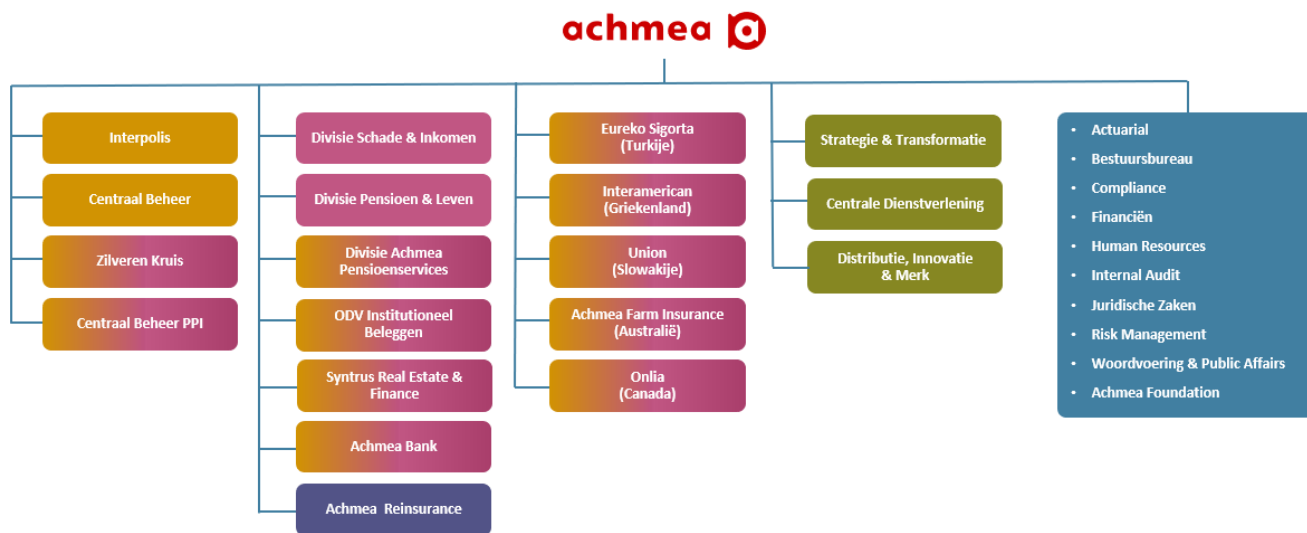 achmea
Interpolis
Centraal Beheer
Zilveren Kruis
Centraal Beheer PPI
Divisie Schade & Inkomen
Divisie Pensioen & Leven
Divisie Achmea
Pensioenservices
ODV Institutioneel
Beleggen
Syntrus Real Estate &
Finance
Achmea Bank
Achmea Reinsurance
Eureko Sigorta
(Turkije)
Interamerican
(Griekenland)
Union
(Slowakije)
Achmea Farm Insurance
(Australië)
Onlia
(Canada)
Strategie & Transformatie
Centrale Dienstverlening
Distributie, Innovatie
& Merk
• Actuarial
• Bestuursbureau
• Compliance
• Financiën
• Human Resources
• Internal Audit
• Juridische Zaken
• Risk Management
• Woordvoering & Public Affairs
• Achmea Foundation